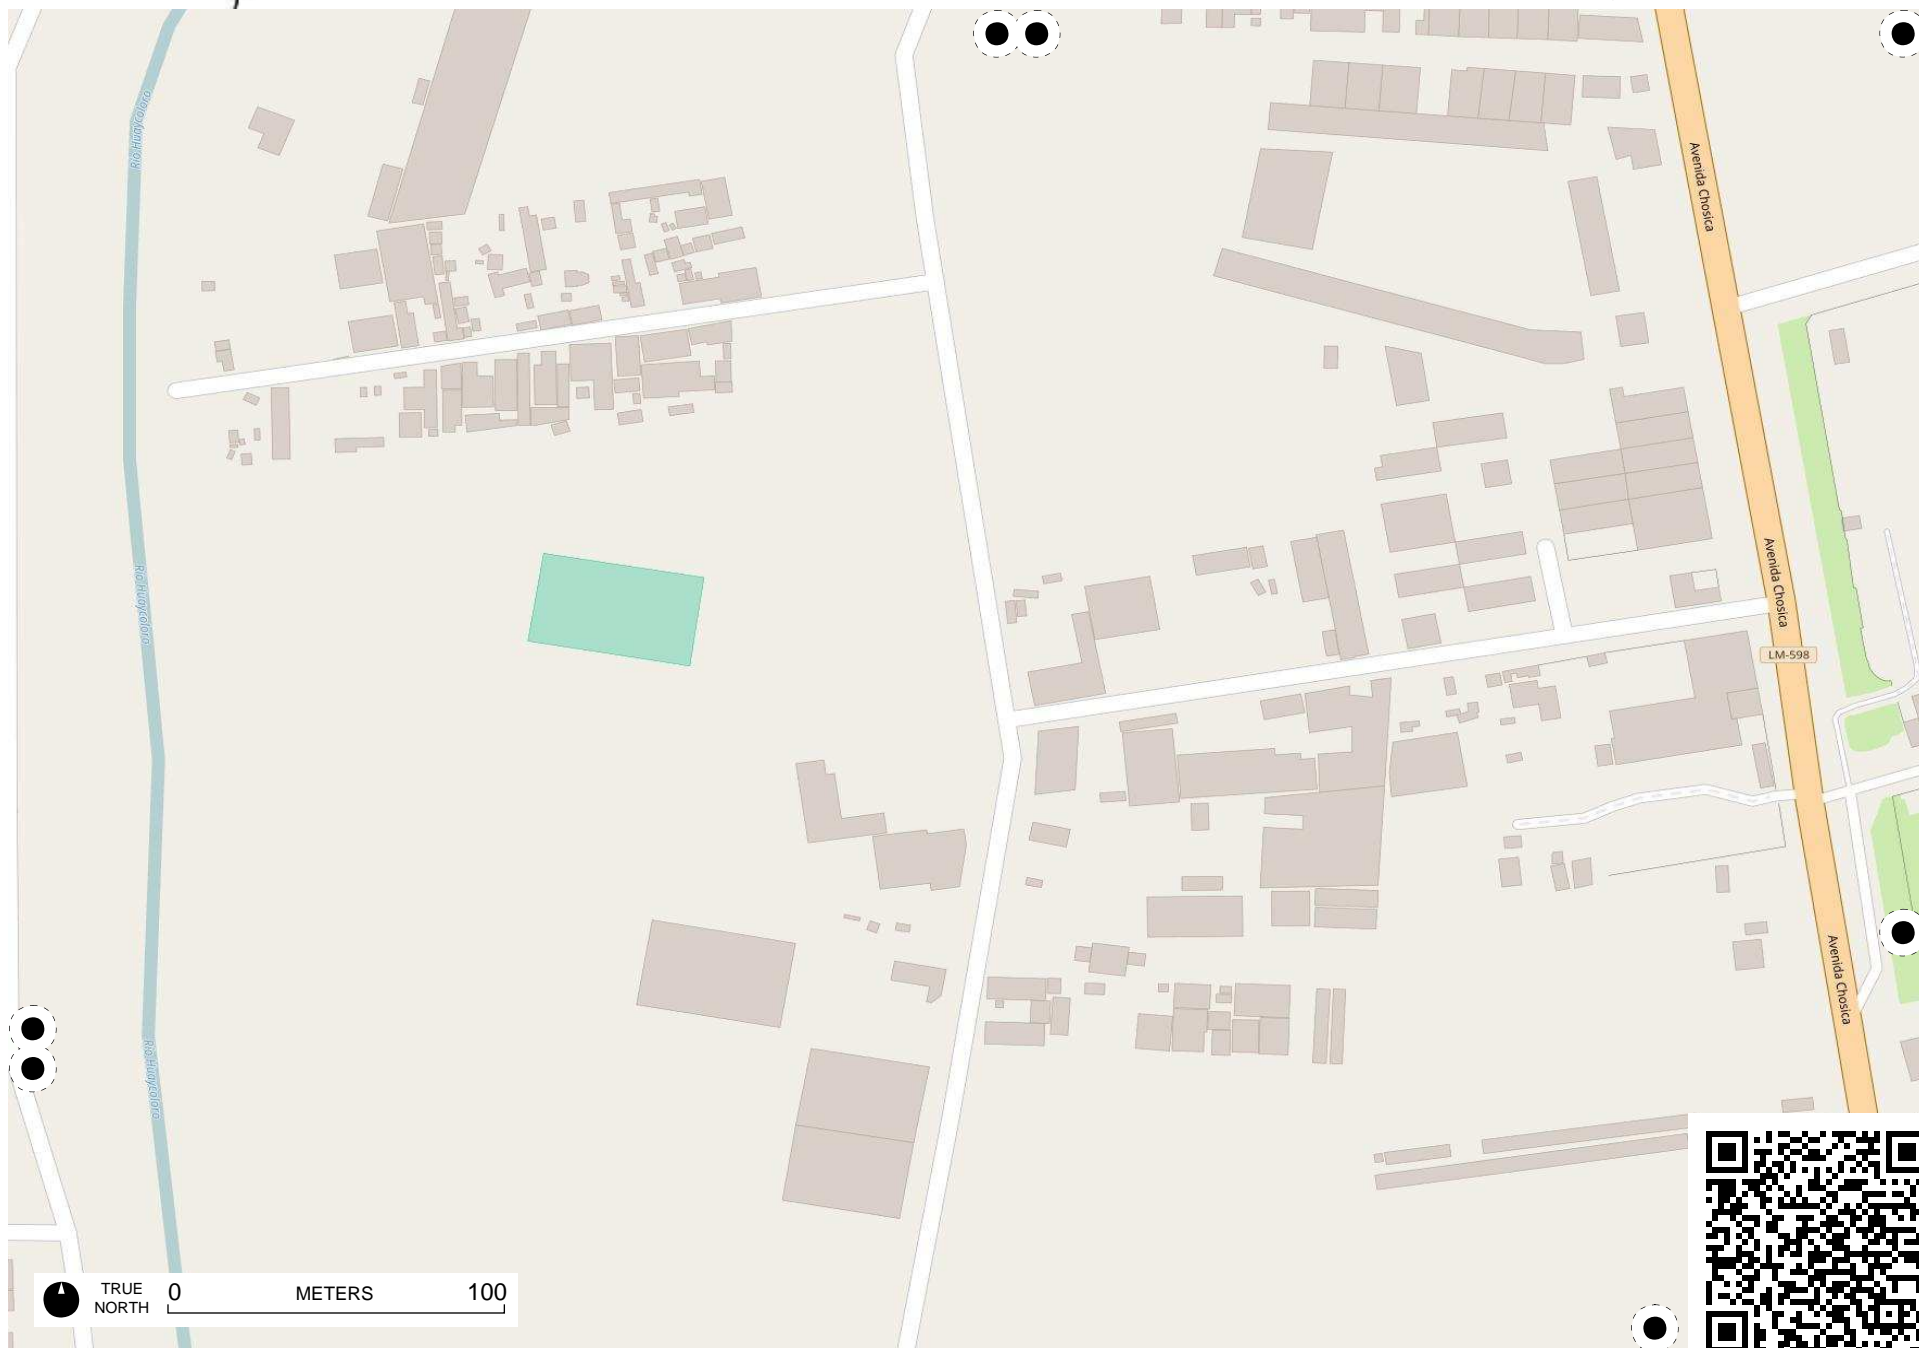 Río Huaycoloro
Avenida Chosica
Avenida Chosica
Río Huaycoloro
LM-598
Avenida Chosica
Río Huaycoloro
TRUE NORTH
0 METERS 100